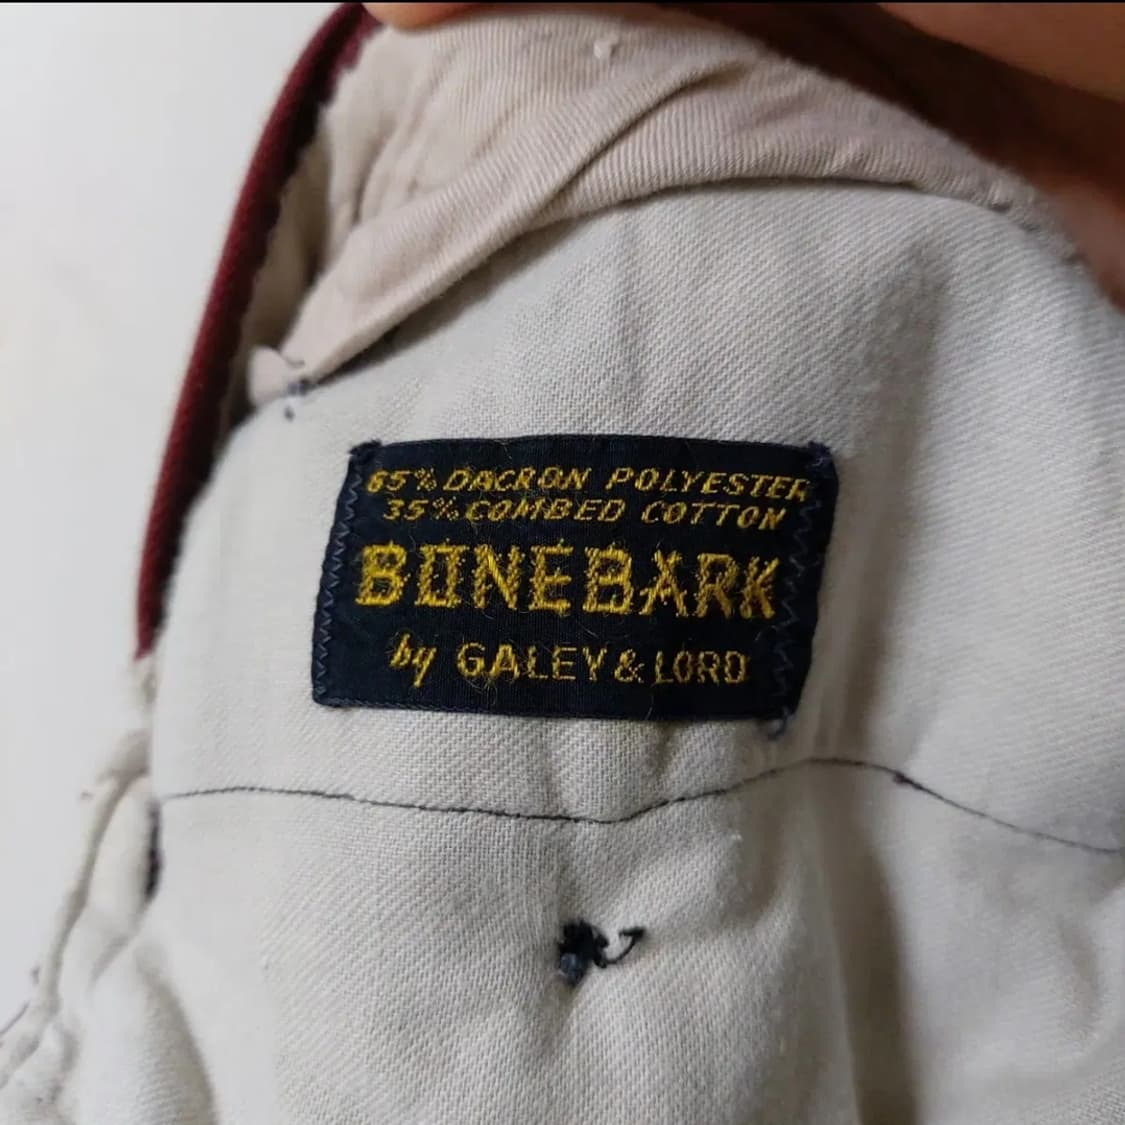 65% DACRON POLYESTER
35% COMBED COTTON
BONEBARK
by GALEY & LORD